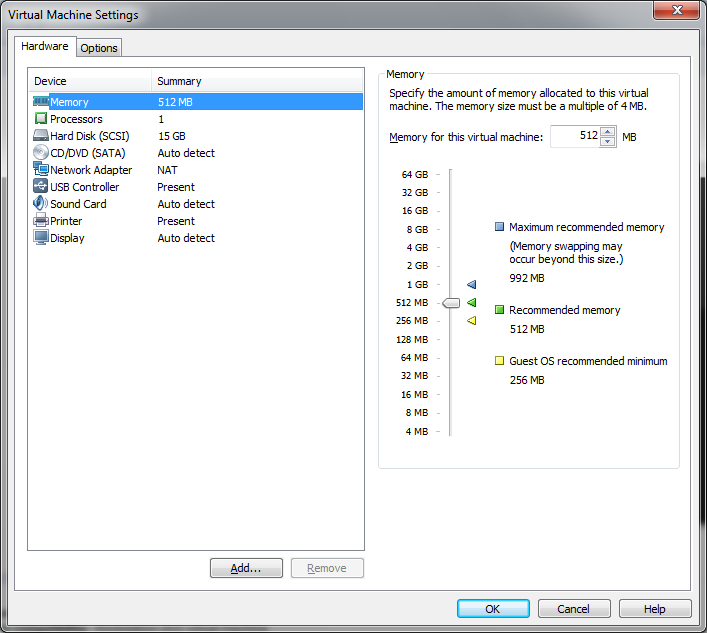 Virtual Machine Settings
Hardware
Options
Device Summary
Memory 512 MB
Processors 1
Hard Disk (SCSI) 15 GB
CD/DVD (SATA) Auto detect
Network Adapter NAT
USB Controller Present
Sound Card Auto detect
Printer Present
Display Auto detect
Add...
Remove
Memory
Specify the amount of memory allocated to this virtual
machine. The memory size must be a multiple of 4 MB.
Memory for this virtual machine: 512 MB
64 GB
32 GB
16 GB
8 GB
4 GB
2 GB
1 GB
512 MB
256 MB
128 MB
64 MB
32 MB
16 MB
8 MB
4 MB
Maximum recommended memory
(Memory swapping may
occur beyond this size.)
992 MB
Recommended memory
512 MB
Guest OS recommended minimum
256 MB
OK
Cancel
Help